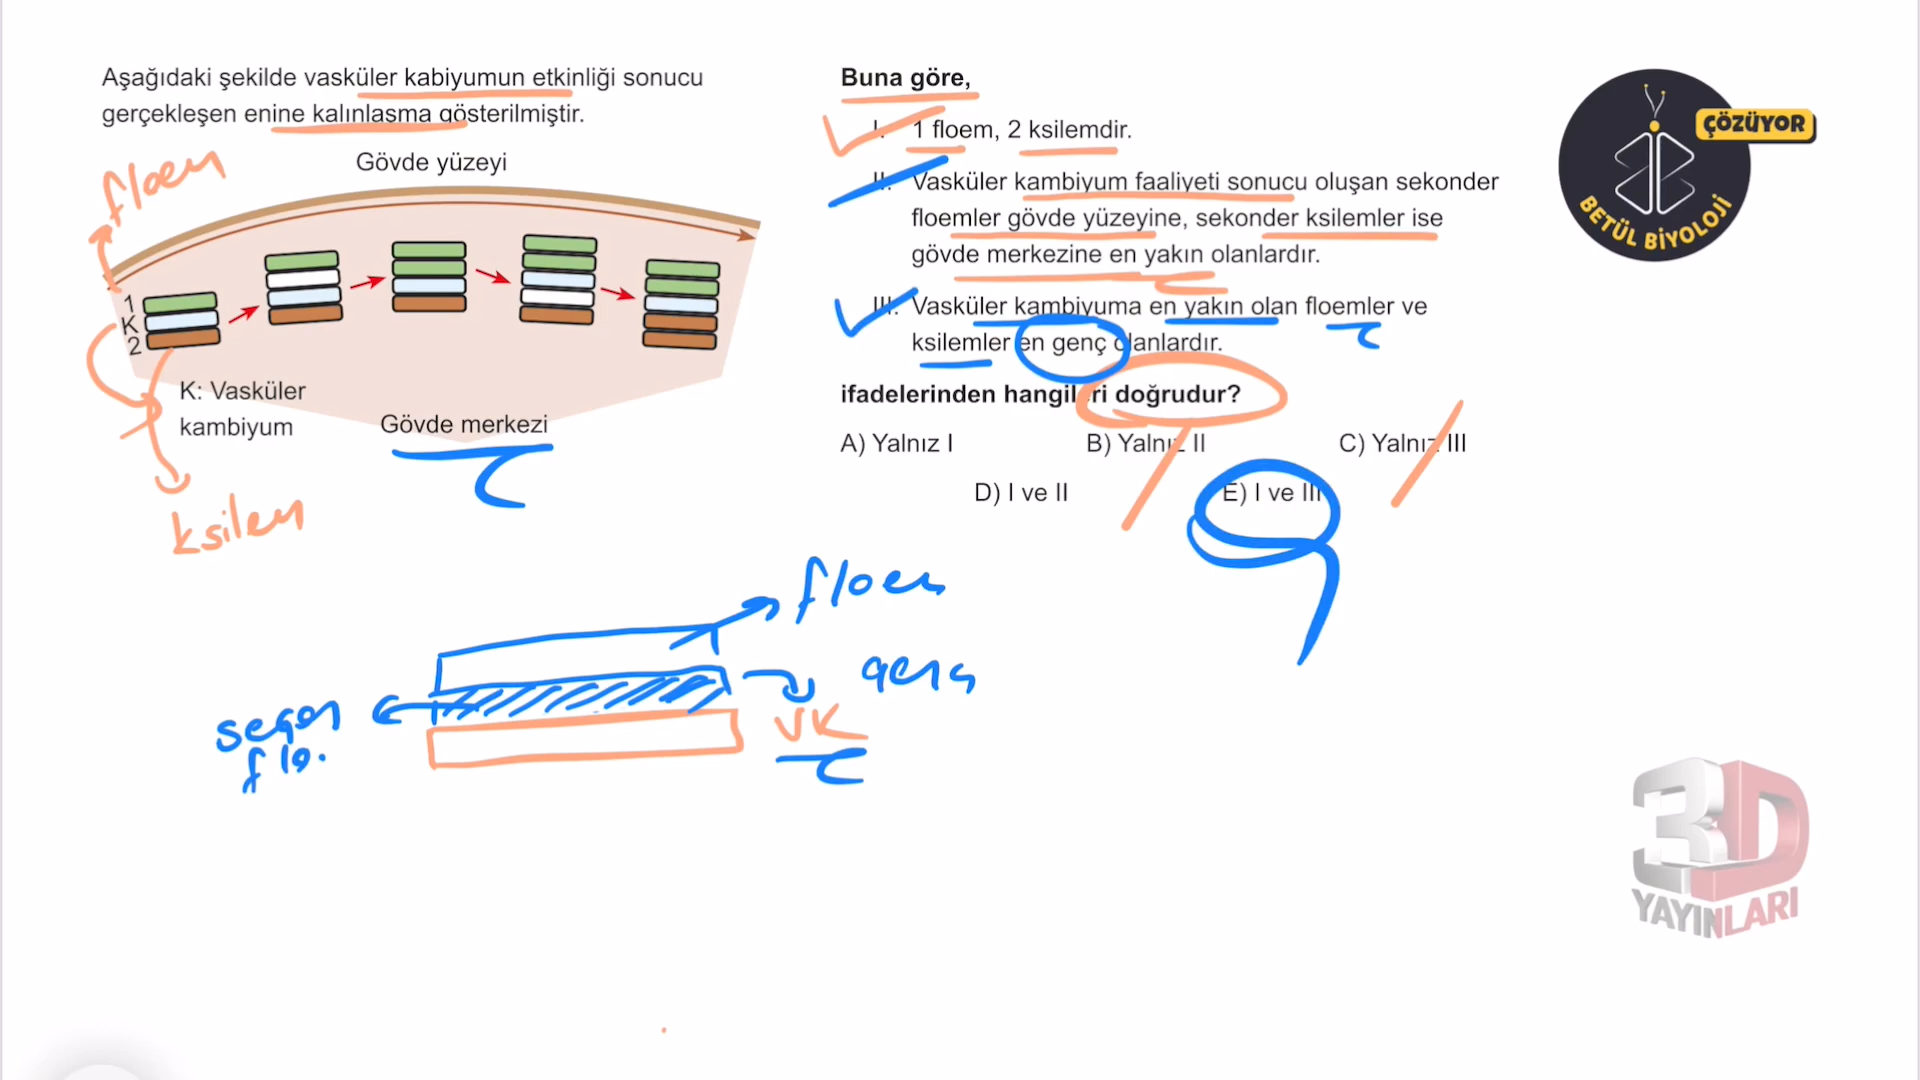 Aşağıdaki şekilde vasküler kabiyumun etkinliği sonucu
gerçekleşen enine kalınlaşma gösterilmiştir.
floem
Gövde yüzeyi
1
K
2
K: Vasküler
kambiyum
Gövde merkezi
ksilem
Buna göre,
I. 1 floem, 2 ksilemdir.
II. Vasküler kambiyum faaliyeti sonucu oluşan sekonder
floemler gövde yüzeyine, sekonder ksilemler ise
gövde merkezine en yakın olanlardır.
III. Vasküler kambiyuma en yakın olan floemler ve
ksilemler en genç olanlardır.
ifadelerinden hangileri doğrudur?
A) Yalnız I
B) Yalnız II
C) Yalnız III
D) I ve II
E) I ve III
floem
genç
VK
flo.
ÇÖZÜYOR
BETÜL BİYOLOJİ
3D
YAYINLARI